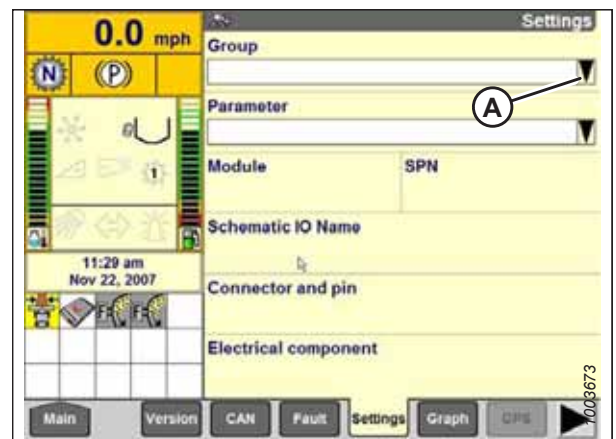 0.0 mph
Settings
Group
N
(P)
A
Parameter
1
Module
SPN
Schematic IO Name
11:29 am
Nov 22, 2007
Connector and pin
Electrical component
1003673
Main
Version
CAN
Fault
Settings
Graph
GPS